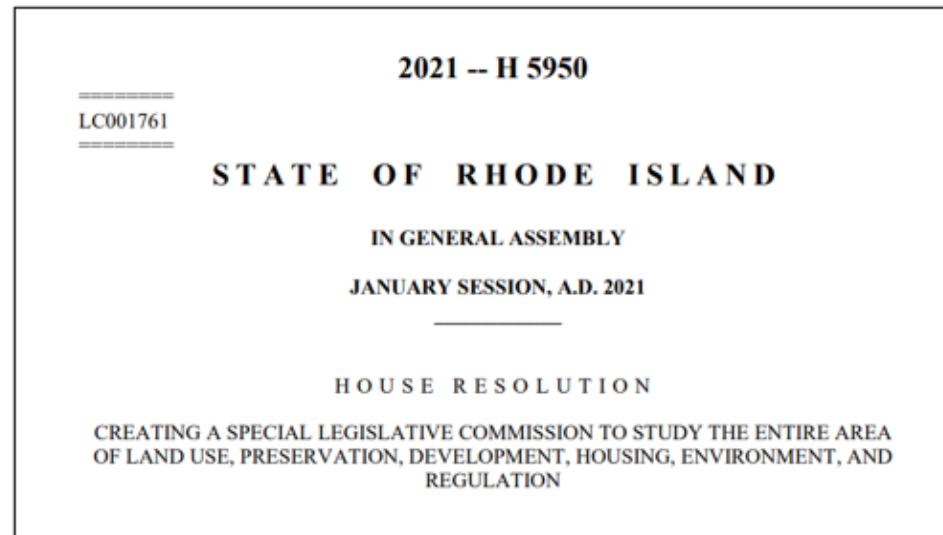 2021 -- H 5950
========
LC001761
========
STATE OF RHODE ISLAND
IN GENERAL ASSEMBLY
JANUARY SESSION, A.D. 2021
____________
HOUSE RESOLUTION
CREATING A SPECIAL LEGISLATIVE COMMISSION TO STUDY THE ENTIRE AREA
OF LAND USE, PRESERVATION, DEVELOPMENT, HOUSING, ENVIRONMENT, AND
REGULATION